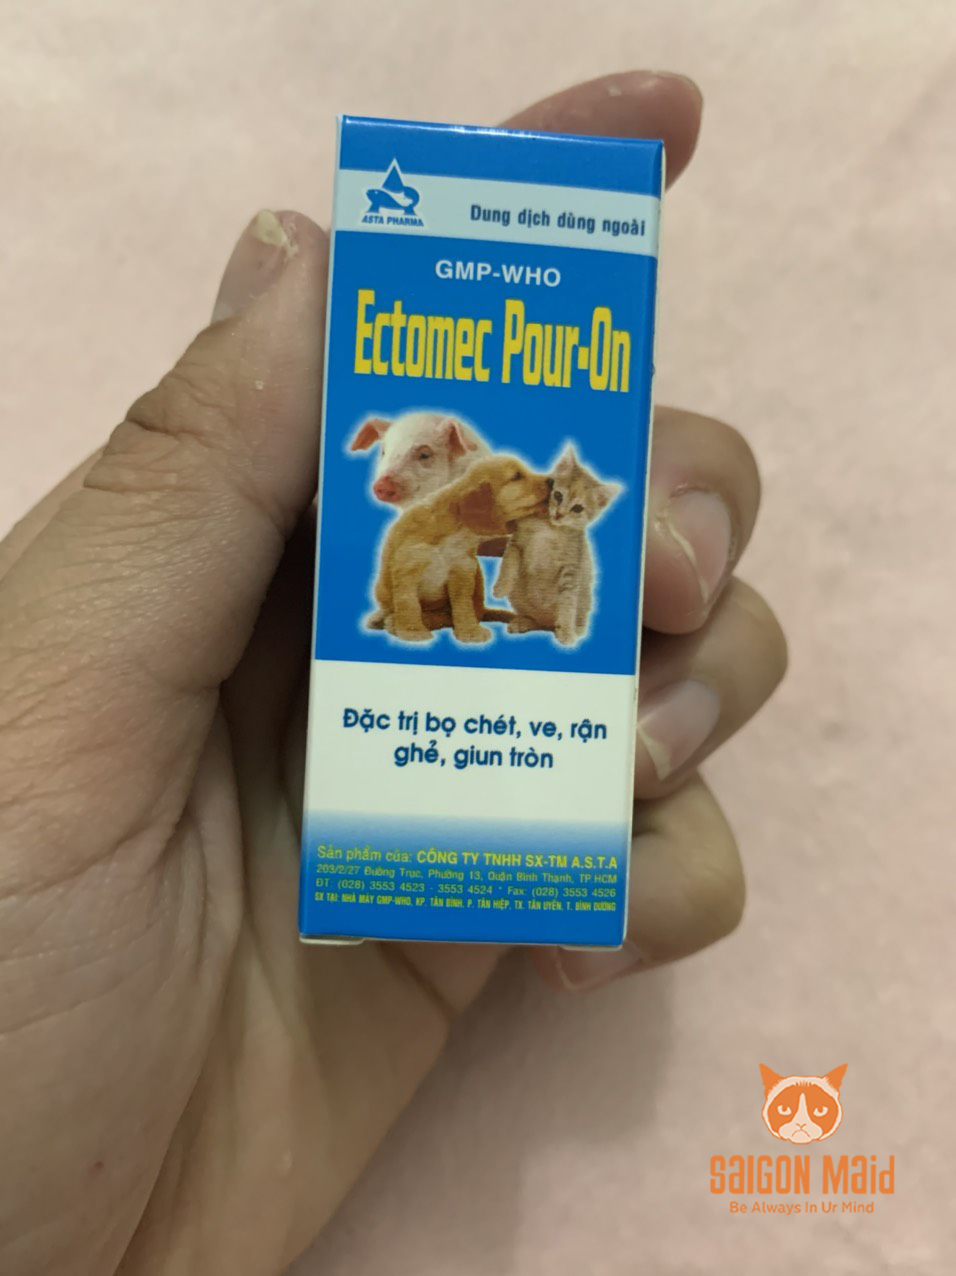 ASTA PHARMA
Dung dịch dùng ngoài
GMP-WHO
Ectomec Pour-On
Đặc trị bọ chét, ve, rận
ghẻ, giun tròn
Sản phẩm của: CÔNG TY TNHH SX-TM A.S.T.A
203/2/27 Đường Trục, Phường 13, Quận Bình Thạnh, TP HCM
ĐT: (028) 3553 4523 - 3553 4524 * Fax: (028) 3553 4526
SX TẠI: NHÀ MÁY GMP-WHO, KP. TÂN BÌNH, P. TÂN HIỆP, TX. TÂN UYÊN, T. BÌNH DƯƠNG
SAIGON Maid
Be Always In Ur Mind